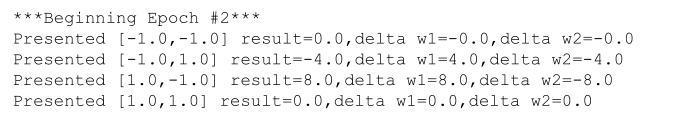 ***Beginning Epoch #2***
Presented [-1.0,-1.0] result=0.0,delta w1=-0.0,delta w2=-0.0
Presented [-1.0,1.0] result=-4.0,delta w1=4.0,delta w2=-4.0
Presented [1.0,-1.0] result=8.0,delta w1=8.0,delta w2=-8.0
Presented [1.0,1.0] result=0.0,delta w1=0.0,delta w2=0.0